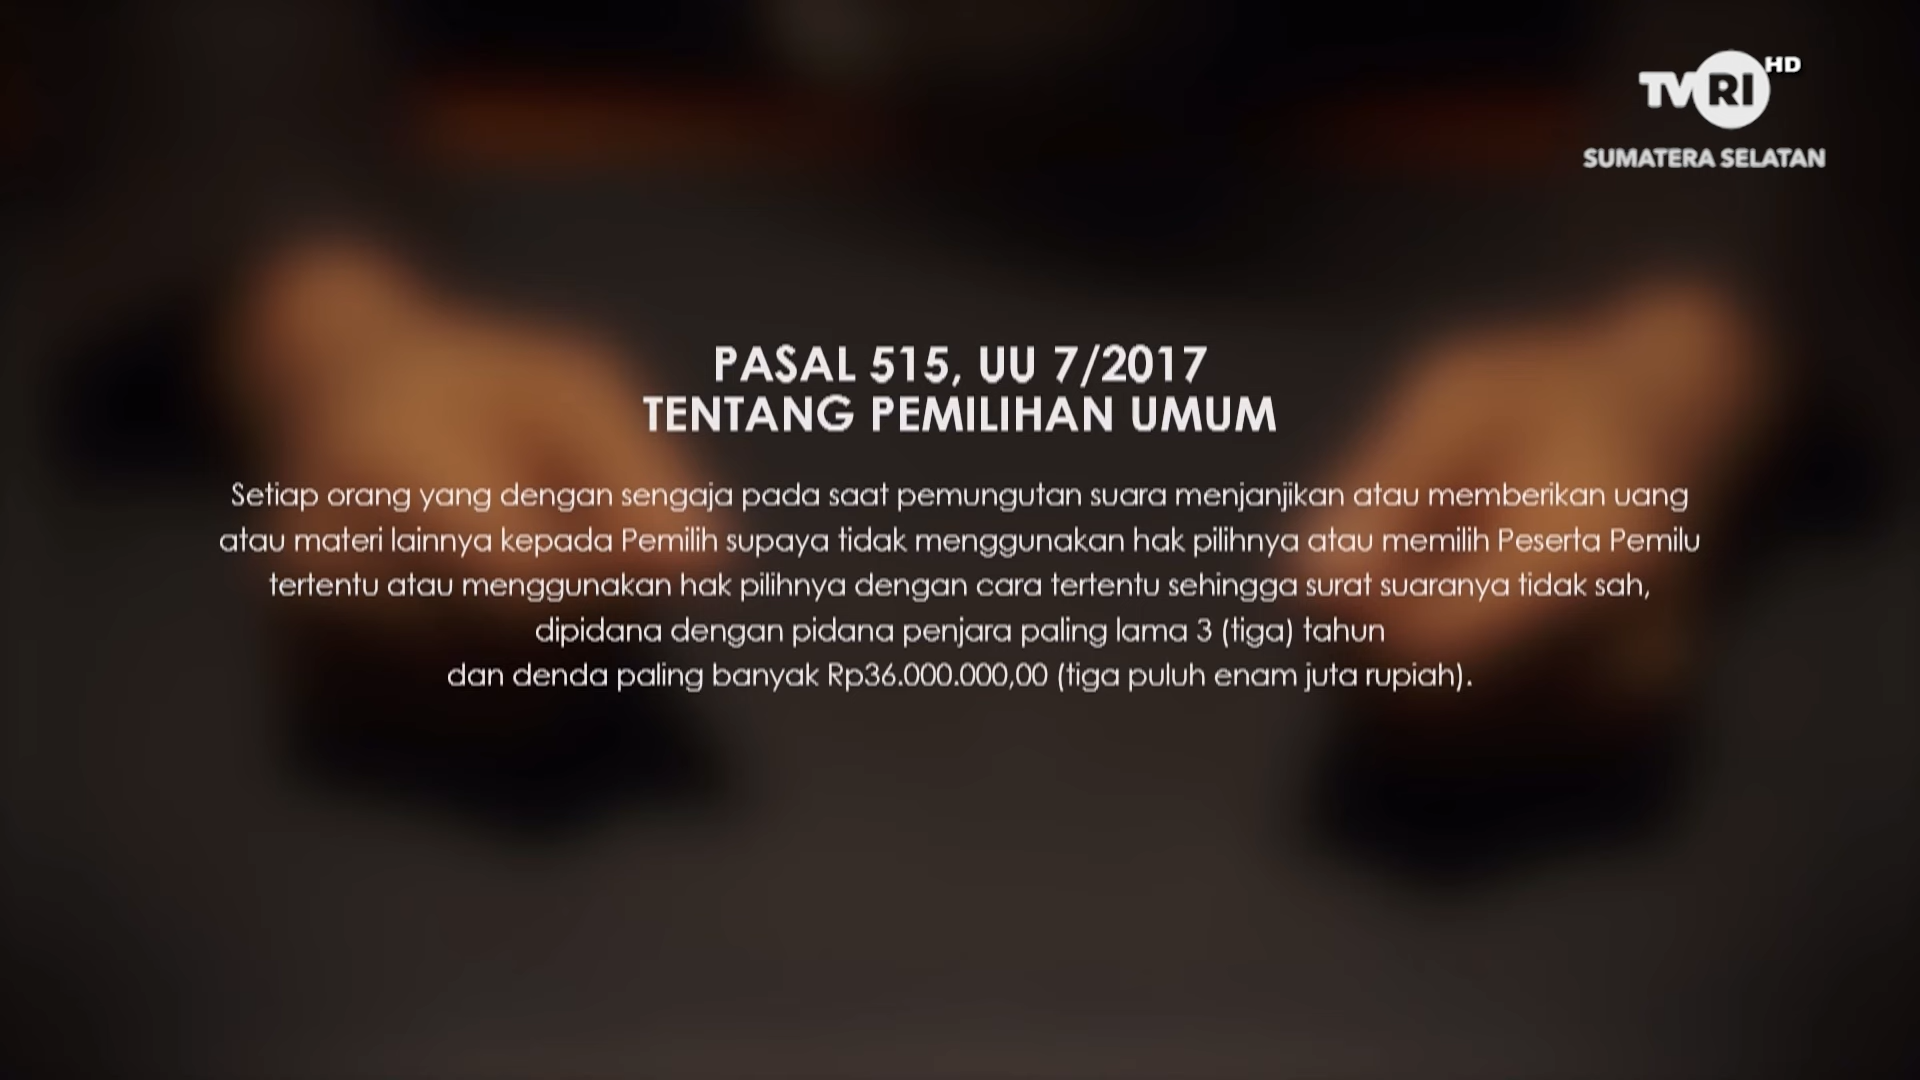 TVRI HD
SUMATERA SELATAN
PASAL 515, UU 7/2017
TENTANG PEMILIHAN UMUM
Setiap orang yang dengan sengaja pada saat pemungutan suara menjanjikan atau memberikan uang
atau materi lainnya kepada Pemilih supaya tidak menggunakan hak pilihnya atau memilih Peserta Pemilu
tertentu atau menggunakan hak pilihnya dengan cara tertentu sehingga surat suaranya tidak sah,
dipidana dengan pidana penjara paling lama 3 (tiga) tahun
dan denda paling banyak Rp36.000.000,00 (tiga puluh enam juta rupiah).